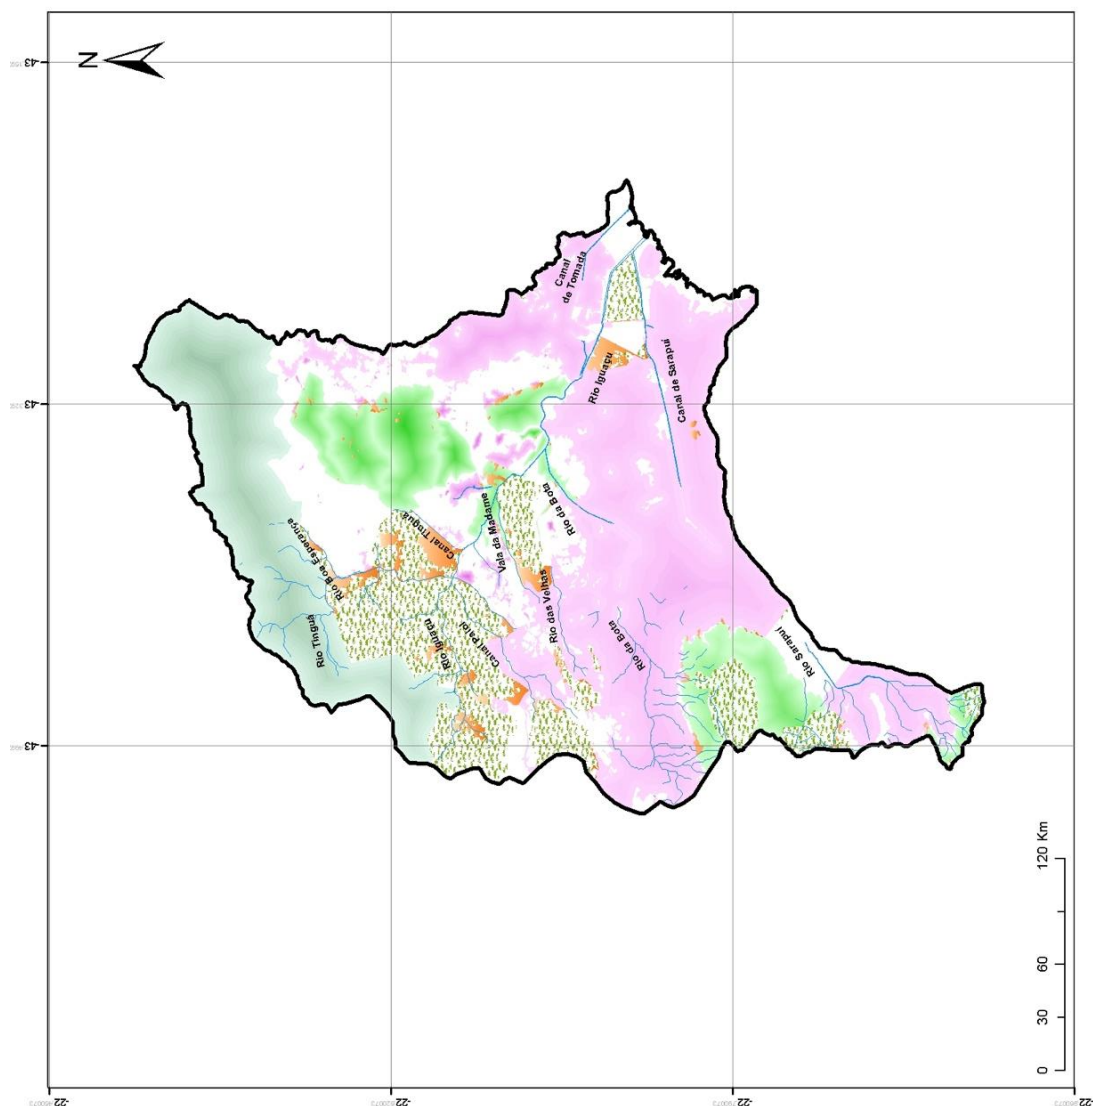 N
-43
-43
-43
Canal
de Tomada
Rio Iguaçu
Canal de Sarapuí
Rio da Bota
Vala da Madame
Canal Tinguá
Rio Boa Esperança
Rio Tinguá
Rio Iguaçu
Canal Paiol
Rio das Velhas
Rio da Bota
Rio Sarapuí
0 30 60 120 Km
-22
-22
-22
-22